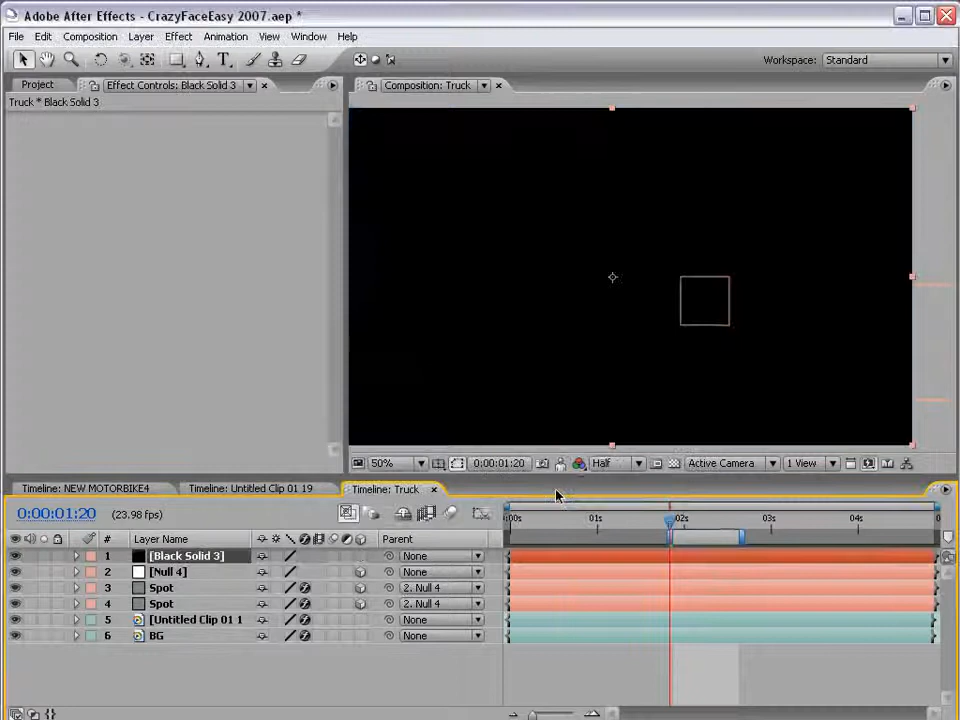 Adobe After Effects - CrazyFaceEasy 2007.aep *
File Edit Composition Layer Effect Animation View Window Help
Workspace: Standard
Project Effect Controls: Black Solid 3 Composition: Truck
Truck * Black Solid 3
50% 0:00:01:20 Half Active Camera 1 View
Timeline: NEW MOTORBIKE4 Timeline: Untitled Clip 01 19 Timeline: Truck
0:00:01:20 (23.98 fps)
:00s 01s 02s 03s 04s 0
# Layer Name Parent
1 [Black Solid 3] None
2 [Null 4] None
3 Spot 2. Null 4
4 Spot 2. Null 4
5 [Untitled Clip 01 1 None
6 BG None